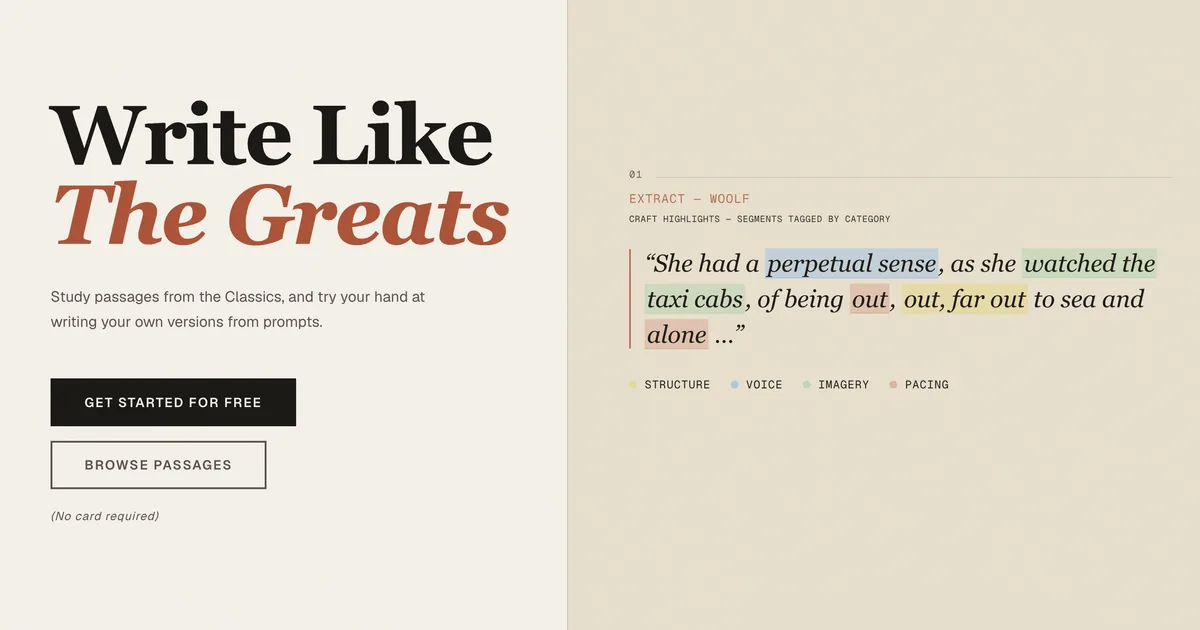 Write Like
The Greats
Study passages from the Classics, and try your hand at
writing your own versions from prompts.
GET STARTED FOR FREE
BROWSE PASSAGES
(No card required)
01
EXTRACT — WOOLF
CRAFT HIGHLIGHTS — SEGMENTS TAGGED BY CATEGORY
“She had a perpetual sense, as she watched the
taxi cabs, of being out, out, far out to sea and
alone ...”
STRUCTURE VOICE IMAGERY PACING